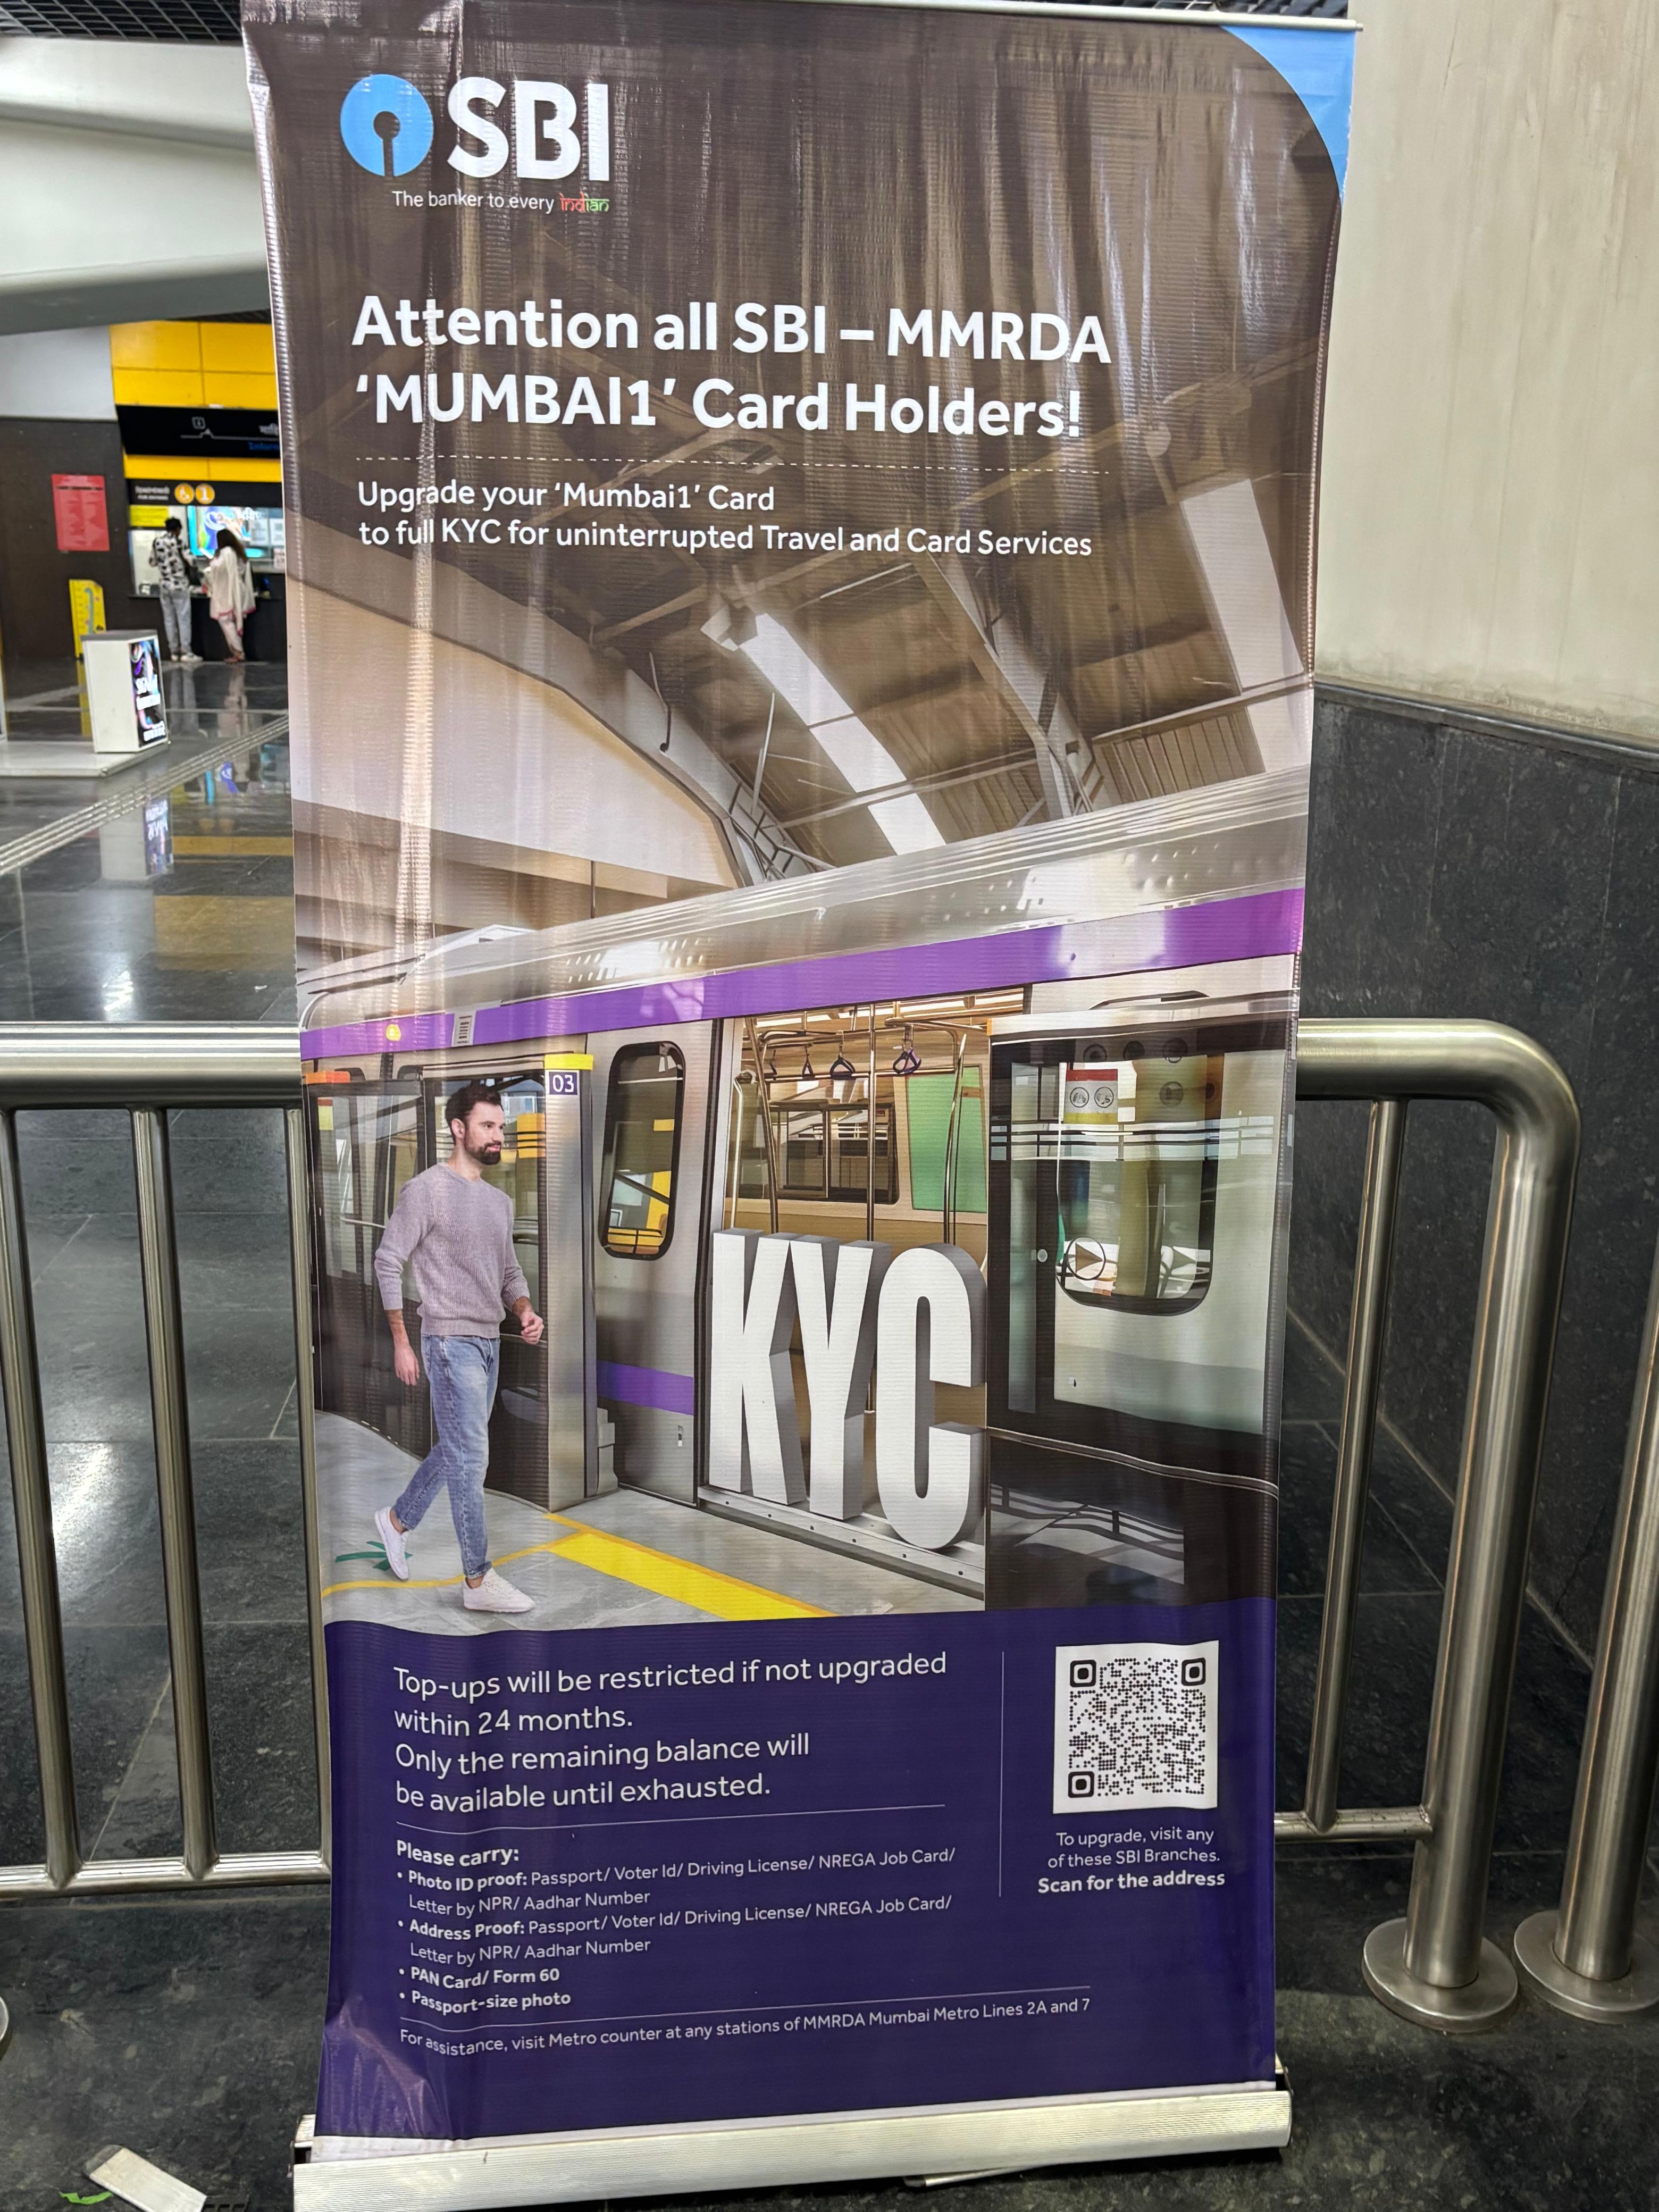 SBI
The banker to every indian
Attention all SBI – MMRDA
‘MUMBAI1’ Card Holders!
Upgrade your ‘Mumbai1’ Card
to full KYC for uninterrupted Travel and Card Services
03
KYC
Top-ups will be restricted if not upgraded
within 24 months.
Only the remaining balance will
be available until exhausted.
Please carry:
• Photo ID proof: Passport/ Voter Id/ Driving License/ NREGA Job Card/
Letter by NPR/ Aadhar Number
• Address Proof: Passport/ Voter Id/ Driving License/ NREGA Job Card/
Letter by NPR/ Aadhar Number
• PAN Card/ Form 60
• Passport-size photo
For assistance, visit Metro counter at any stations of MMRDA Mumbai Metro Lines 2A and 7
To upgrade, visit any
of these SBI Branches.
Scan for the address